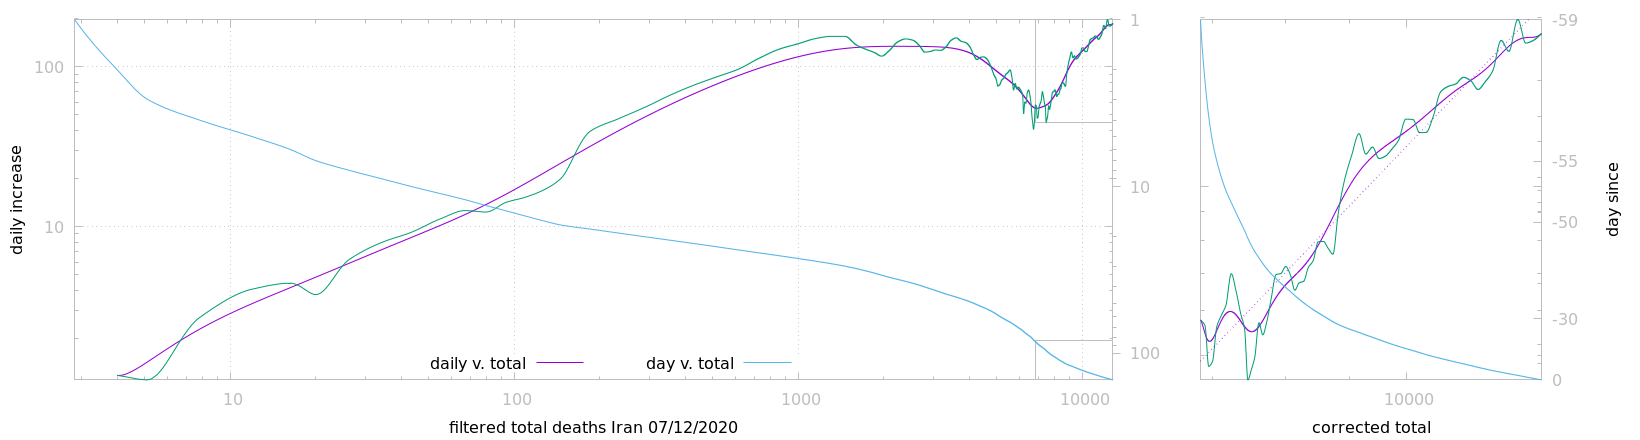 daily increase
100
10
1
10
100
daily v. total
day v. total
10
100
1000
10000
filtered total deaths Iran 07/12/2020
-59
-55
-50
-30
0
day since
10000
corrected total